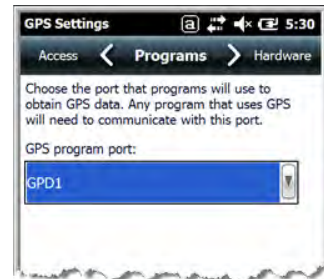 GPS Settings a 5:30
Access Programs Hardware
Choose the port that programs will use to
obtain GPS data. Any program that uses GPS
will need to communicate with this port.
GPS program port:
GPD1